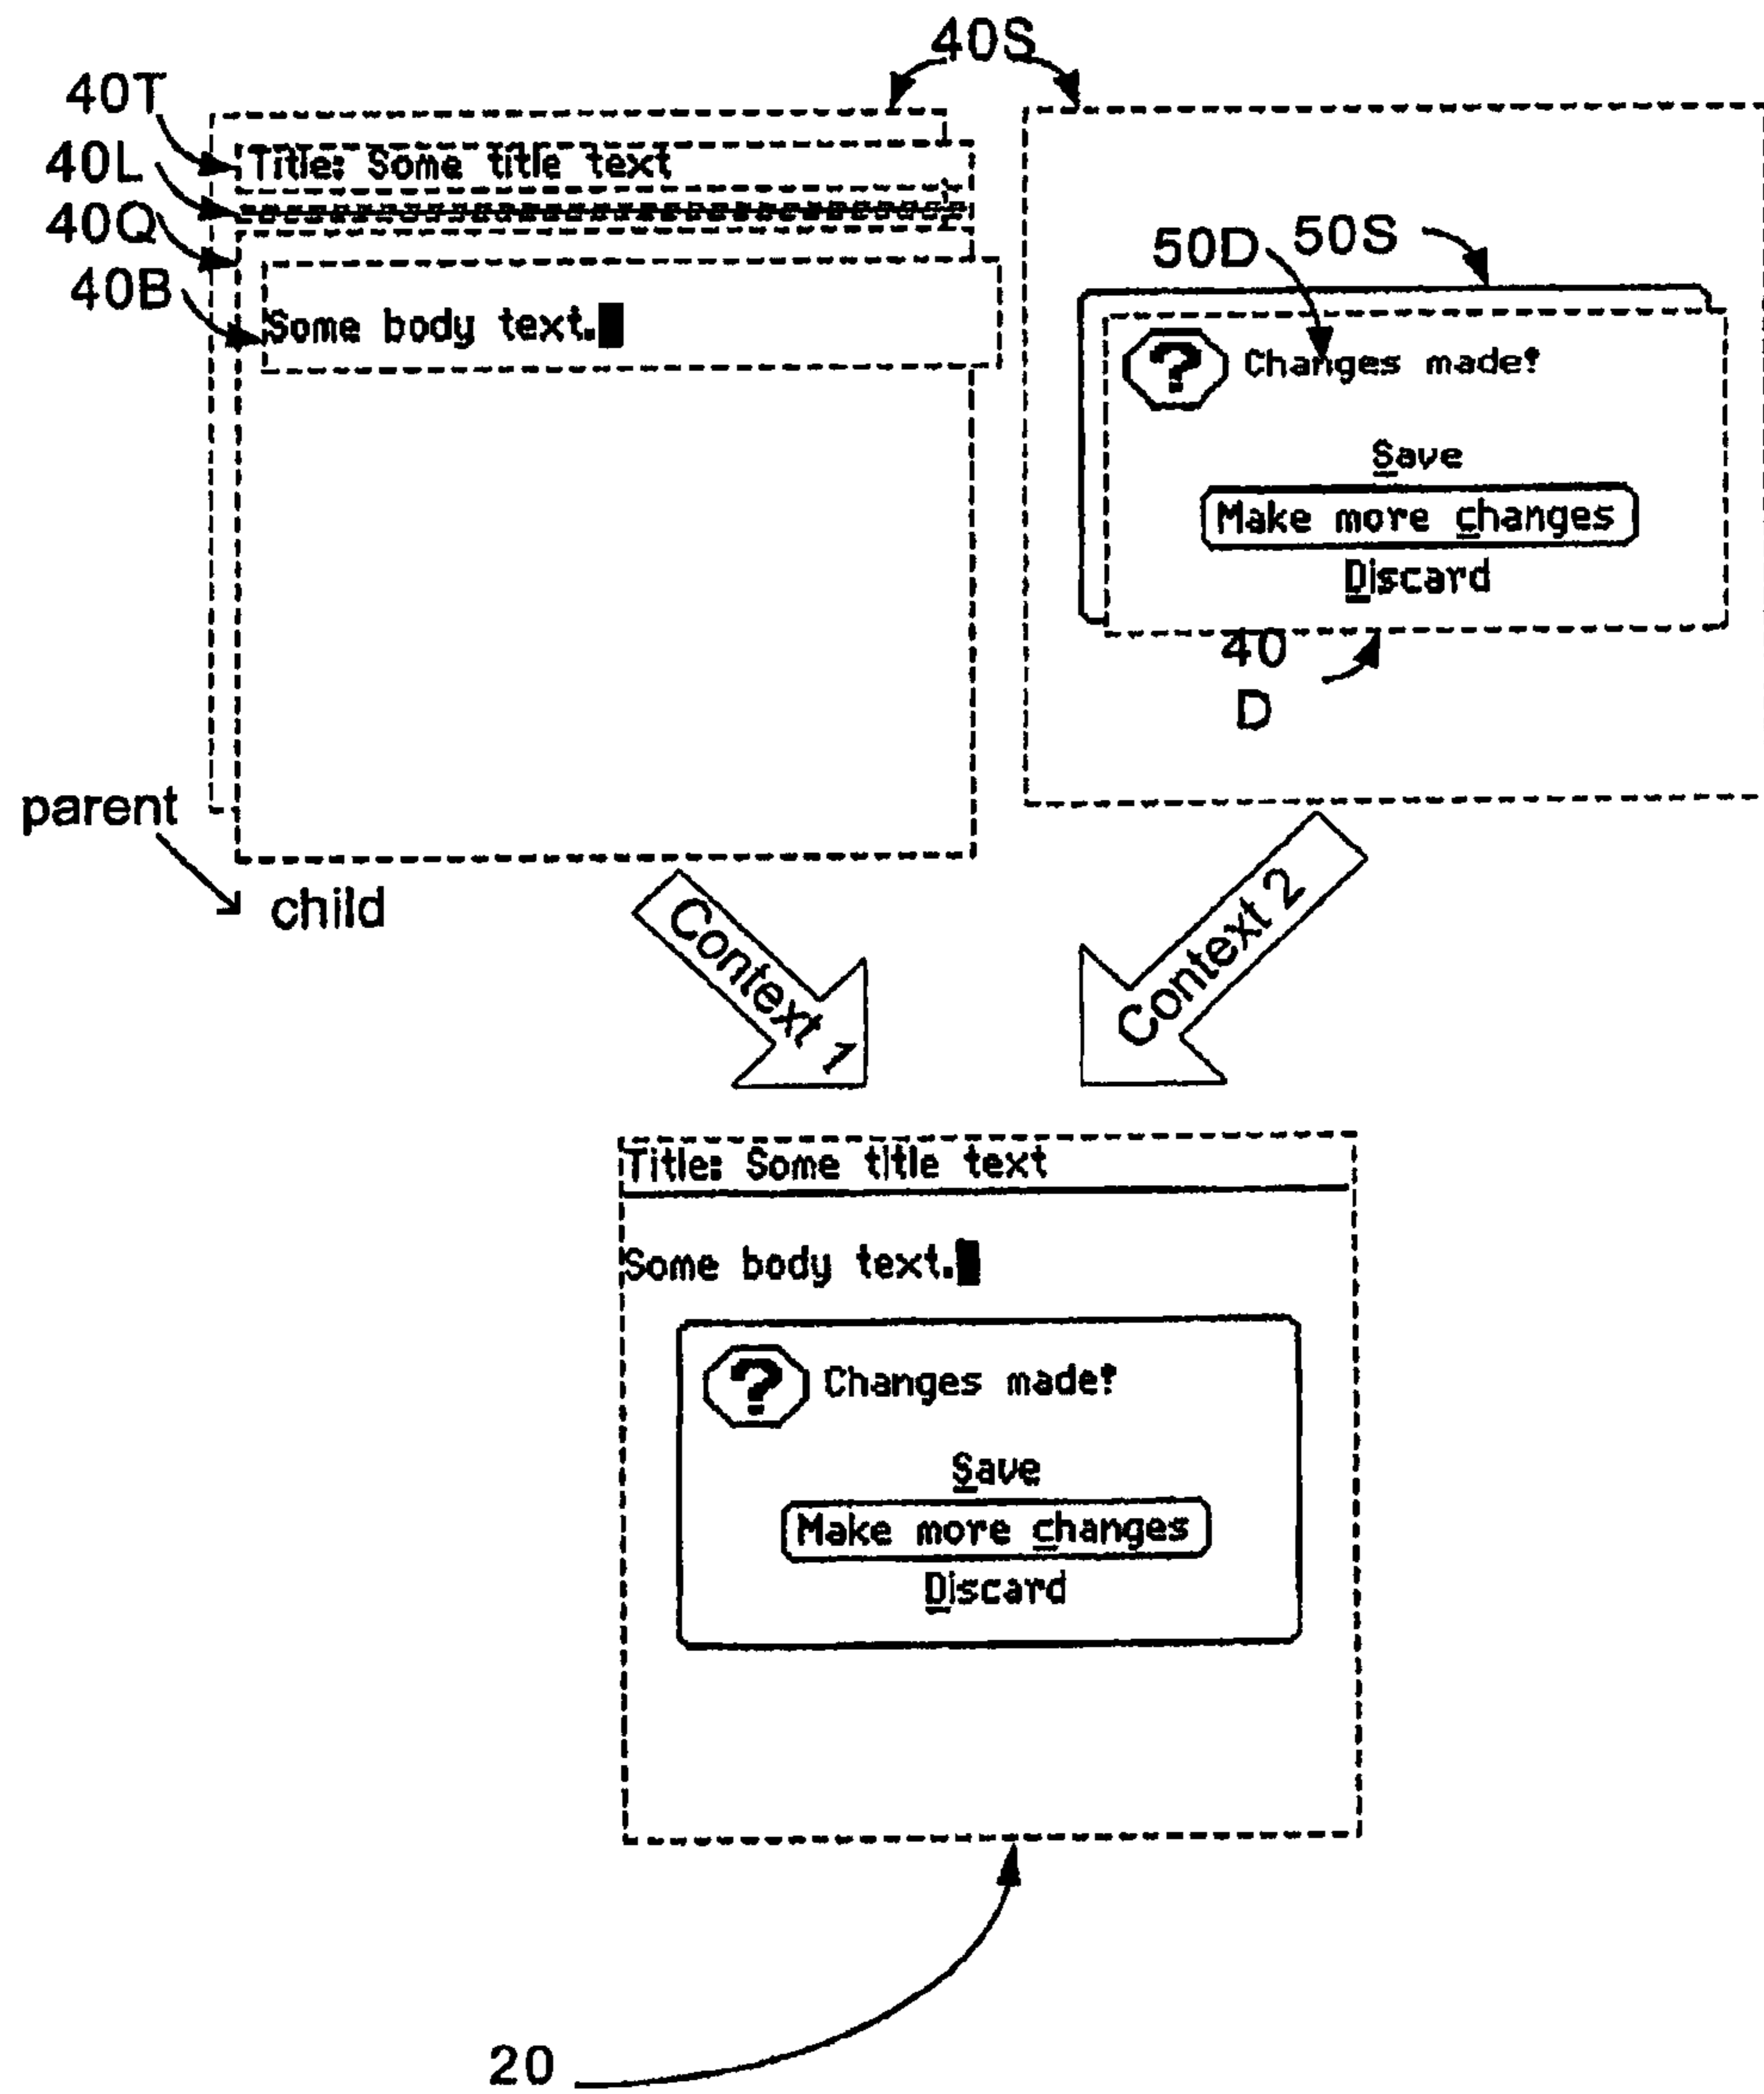 40S
40T
Title: Some title text
40L
40Q
40B
Some body text.
50D
50S
?
Changes made!
Save
Make more changes
Discard
40
D
parent
child
Context 1
Context 2
Title: Some title text
Some body text.
?
Changes made!
Save
Make more changes
Discard
20